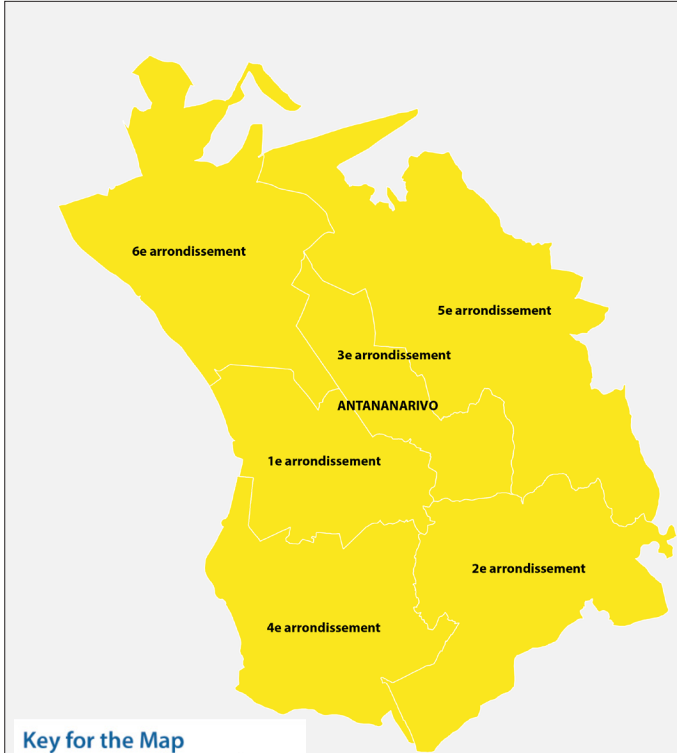 6e arrondissement
5e arrondissement
3e arrondissement
ANTANANARIVO
1e arrondissement
2e arrondissement
4e arrondissement
Key for the Map